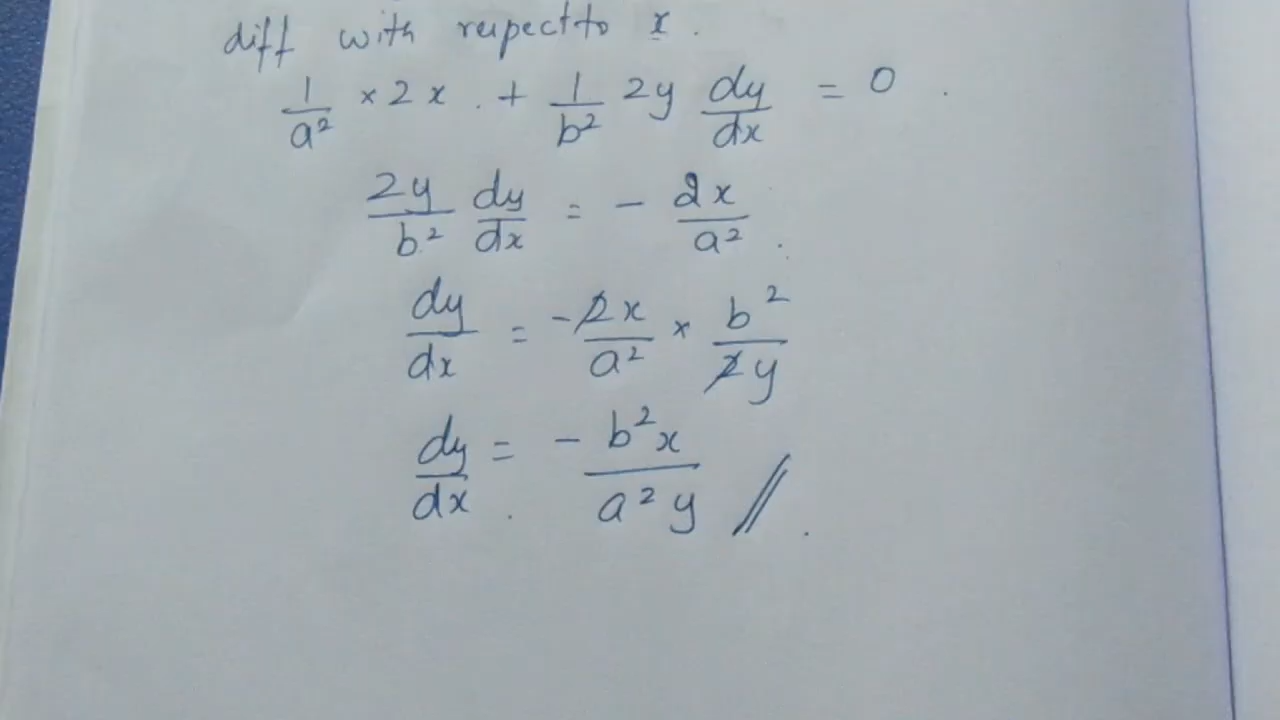 diff with respect to x.
1/a² × 2x . + 1/b² 2y dy/dx = 0 .
2y/b² dy/dx = - 2x/a² .
dy/dx = -2x/a² × b²/2y
dy/dx = - b²x/a²y //.